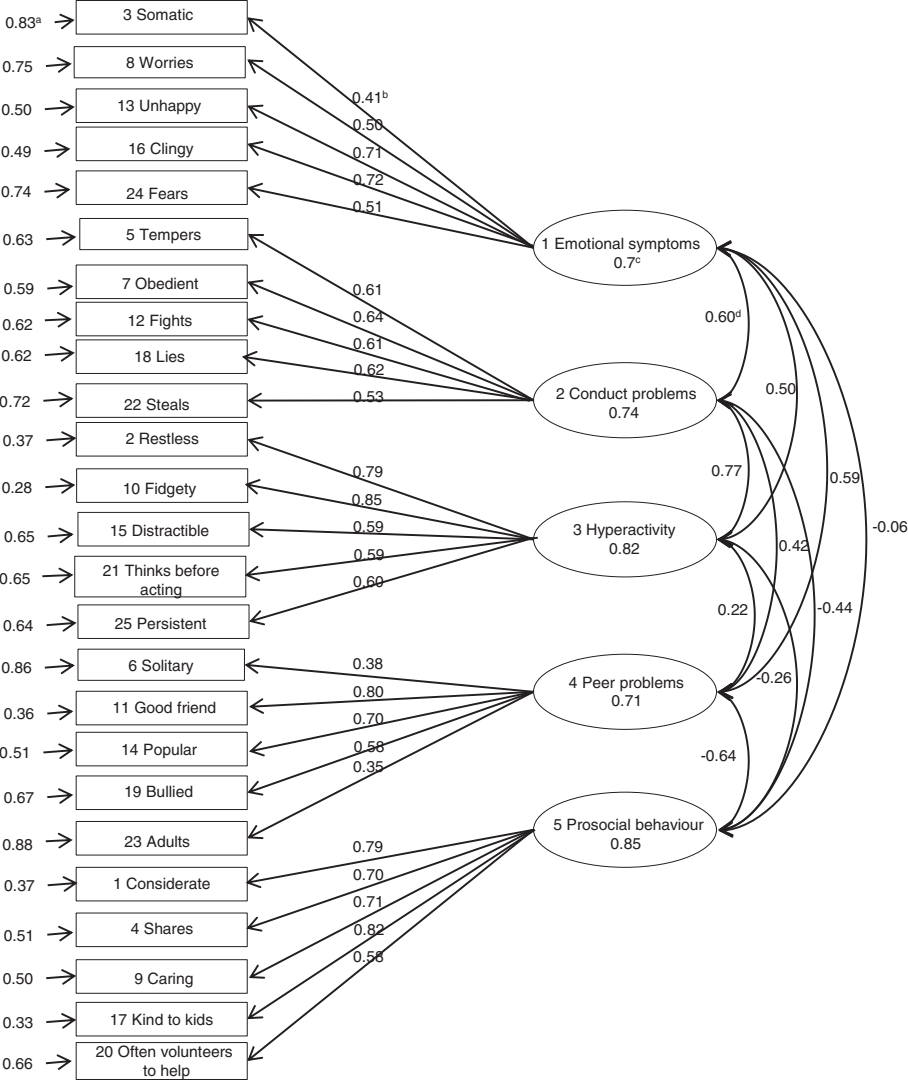 0.83ᵃ 3 Somatic
0.75 8 Worries
0.50 13 Unhappy
0.49 16 Clingy
0.74 24 Fears
0.63 5 Tempers
0.59 7 Obedient
0.62 12 Fights
0.62 18 Lies
0.72 22 Steals
0.37 2 Restless
0.28 10 Fidgety
0.65 15 Distractible
0.65 21 Thinks before
acting
0.64 25 Persistent
0.86 6 Solitary
0.36 11 Good friend
0.51 14 Popular
0.67 19 Bullied
0.88 23 Adults
0.37 1 Considerate
0.51 4 Shares
0.50 9 Caring
0.33 17 Kind to kids
0.66 20 Often volunteers
to help
0.41ᵇ
0.50
0.71
0.72
0.51
0.61
0.64
0.61
0.62
0.53
0.79
0.85
0.59
0.59
0.60
0.38
0.80
0.70
0.58
0.35
0.79
0.70
0.71
0.82
0.58
1 Emotional symptoms
0.7ᶜ
2 Conduct problems
0.74
3 Hyperactivity
0.82
4 Peer problems
0.71
5 Prosocial behaviour
0.85
0.60ᵈ
0.50
0.77
0.59
-0.06
0.42
0.22
-0.44
-0.26
-0.64